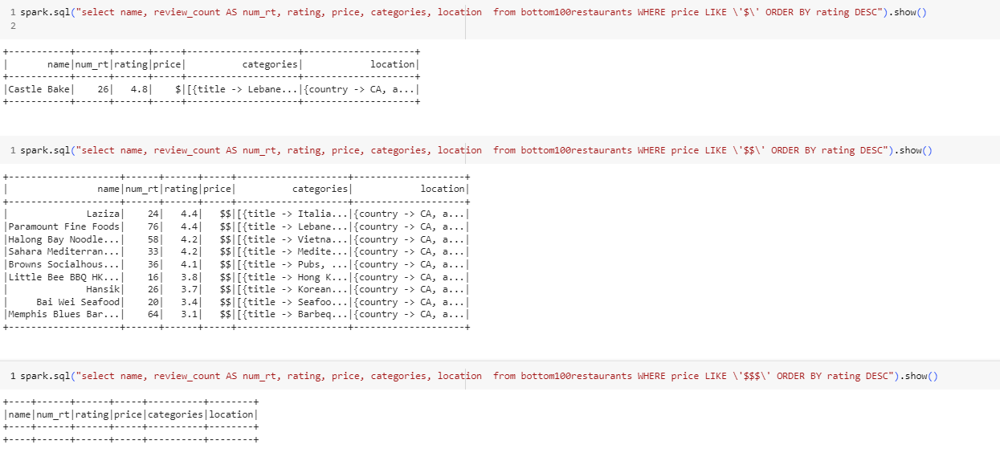 1 spark.sql("select name, review_count AS num_rt, rating, price, categories, location  from bottom100restaurants WHERE price LIKE \'$\' ORDER BY rating DESC").show()
2
+-----------+------+------+-----+--------------------+--------------------+
|       name|num_rt|rating|price|          categories|            location|
+-----------+------+------+-----+--------------------+--------------------+
|Castle Bake|    26|   4.8|    $|[{title -> Lebane...|{country -> CA, a...|
+-----------+------+------+-----+--------------------+--------------------+
1 spark.sql("select name, review_count AS num_rt, rating, price, categories, location  from bottom100restaurants WHERE price LIKE \'$$\' ORDER BY rating DESC").show()
+--------------------+------+------+-----+--------------------+--------------------+
|                name|num_rt|rating|price|          categories|            location|
+--------------------+------+------+-----+--------------------+--------------------+
|              Laziza|    24|   4.4|   $$|[{title -> Italia...|{country -> CA, a...|
|Paramount Fine Foods|    76|   4.4|   $$|[{title -> Lebane...|{country -> CA, a...|
|Halong Bay Noodle...|    58|   4.2|   $$|[{title -> Vietna...|{country -> CA, a...|
|Sahara Mediterran...|    33|   4.2|   $$|[{title -> Medite...|{country -> CA, a...|
|Browns Socialhous...|    36|   4.1|   $$|[{title -> Pubs, ...|{country -> CA, a...|
|Little Bee BBQ HK...|    16|   3.8|   $$|[{title -> Hong K...|{country -> CA, a...|
|              Hansik|    26|   3.7|   $$|[{title -> Korean...|{country -> CA, a...|
|     Bai Wei Seafood|    20|   3.4|   $$|[{title -> Seafoo...|{country -> CA, a...|
|Memphis Blues Bar...|    64|   3.1|   $$|[{title -> Barbeq...|{country -> CA, a...|
+--------------------+------+------+-----+--------------------+--------------------+
1 spark.sql("select name, review_count AS num_rt, rating, price, categories, location  from bottom100restaurants WHERE price LIKE \'$$$\' ORDER BY rating DESC").show()
+----+------+------+-----+----------+--------+
|name|num_rt|rating|price|categories|location|
+----+------+------+-----+----------+--------+
+----+------+------+-----+----------+--------+